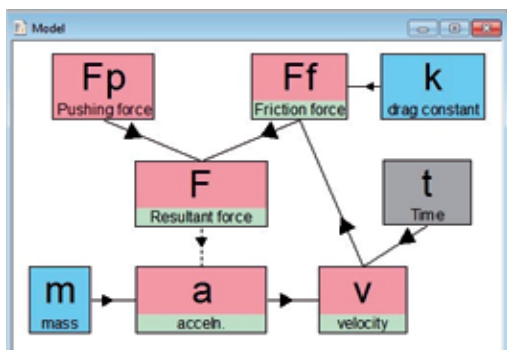 Model
Fp
Pushing force
Ff
Friction force
k
drag constant
F
Resultant force
t
Time
m
mass
a
acceln.
v
velocity